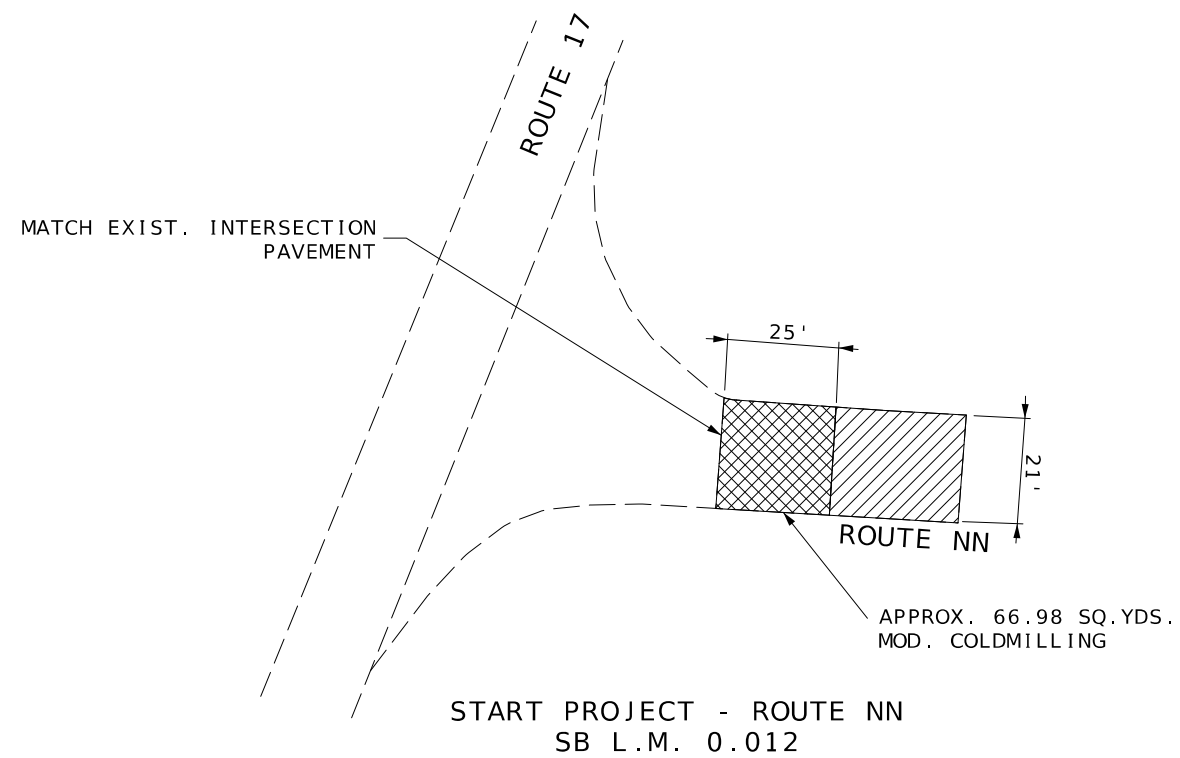 ROUTE 17
MATCH EXIST. INTERSECTION
PAVEMENT
25'
21'
ROUTE NN
APPROX. 66.98 SQ.YDS.
MOD. COLDMILLING
START PROJECT - ROUTE NN
SB L.M. 0.012